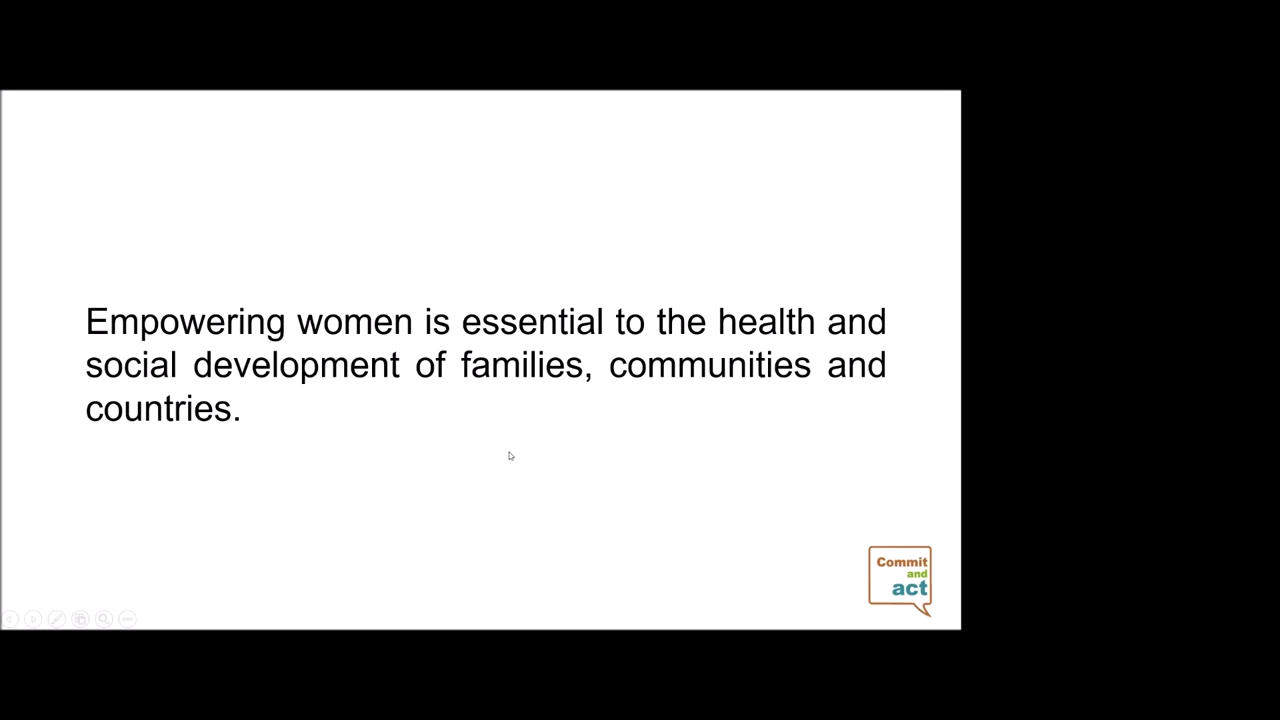 Empowering women is essential to the health and
social development of families, communities and
countries.
Commit
and
act